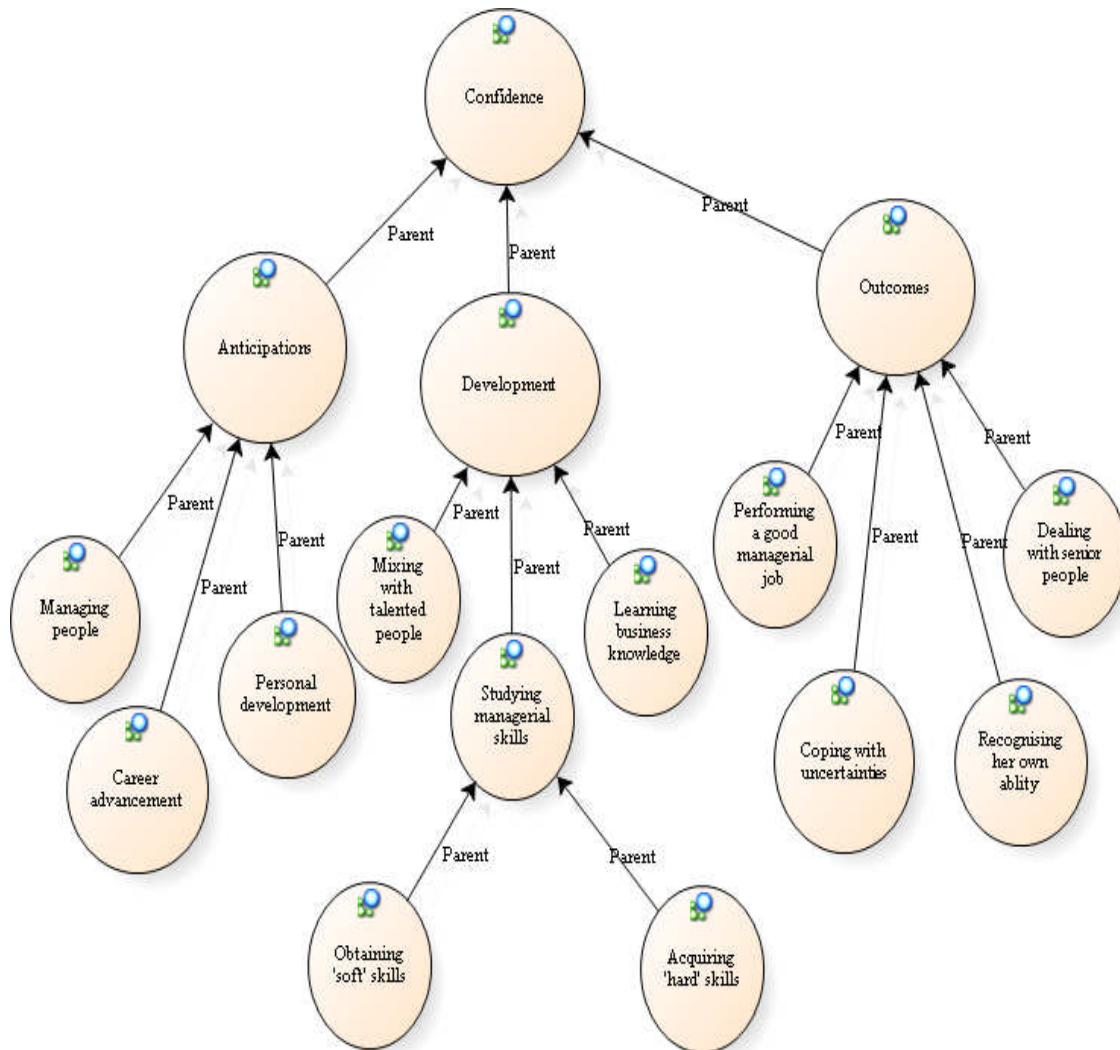 Confidence
Parent
Parent
Parent
Anticipations
Development
Outcomes
Parent
Parent
Parent
Parent
Parent
Parent
Parent
Parent
Parent
Parent
Managing
people
Career
advancement
Personal
development
Mixing
with
talented
people
Studying
managerial
skills
Learning
business
knowledge
Performing
a good
managerial
job
Coping with
uncertainties
Recognising
her own
ablity
Dealing
with senior
people
Parent
Parent
Obtaining
'soft' skills
Acquiring
'hard' skills